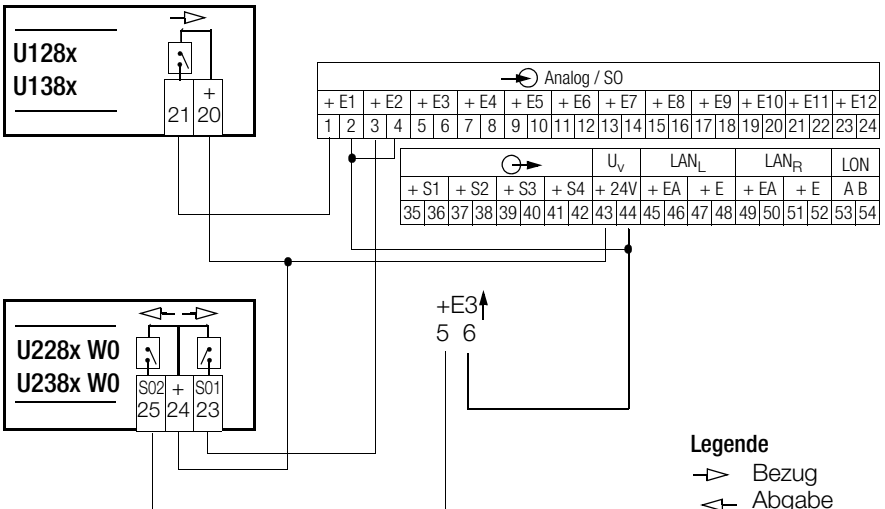 U128x
U138x
+
21 20
Analog / SO
+ E1 + E2 + E3 + E4 + E5 + E6 + E7 + E8 + E9 + E10 + E11 + E12
1 2 3 4 5 6 7 8 9 10 11 12 13 14 15 16 17 18 19 20 21 22 23 24
Uv LANL LANR LON
+ S1 + S2 + S3 + S4 + 24V + EA + E + EA + E A B
35 36 37 38 39 40 41 42 43 44 45 46 47 48 49 50 51 52 53 54
+E3
5 6
U228x W0
U238x W0
S02 + S01
25 24 23
Legende
Bezug
Abgabe